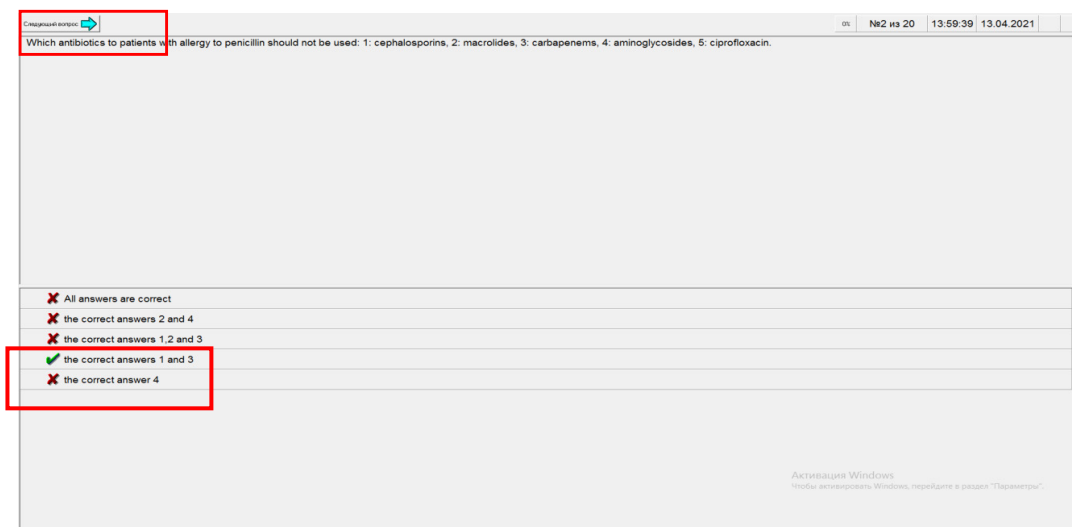 Следующий вопрос
0% №2 из 20 13:59:39 13.04.2021
Which antibiotics to patients with allergy to penicillin should not be used: 1: cephalosporins, 2: macrolides, 3: carbapenems, 4: aminoglycosides, 5: ciprofloxacin.
All answers are correct
the correct answers 2 and 4
the correct answers 1,2 and 3
the correct answers 1 and 3
the correct answer 4
Активация Windows
Чтобы активировать Windows, перейдите в раздел "Параметры".